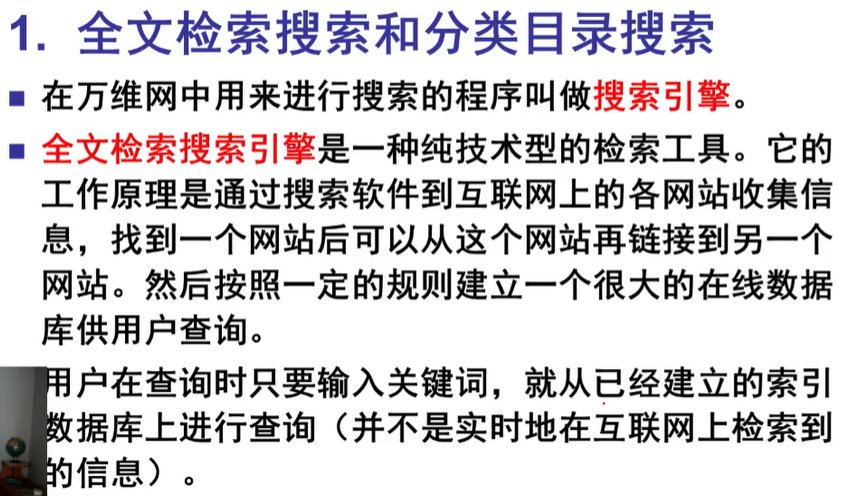 1. 全文检索搜索和分类目录搜索
在万维网中用来进行搜索的程序叫做搜索引擎。
全文检索搜索引擎是一种纯技术型的检索工具。它的
工作原理是通过搜索软件到互联网上的各网站收集信
息，找到一个网站后可以从这个网站再链接到另一个
网站。然后按照一定的规则建立一个很大的在线数据
库供用户查询。
用户在查询时只要输入关键词，就从已经建立的索引
数据库上进行查询（并不是实时地在互联网上检索到
的信息）。